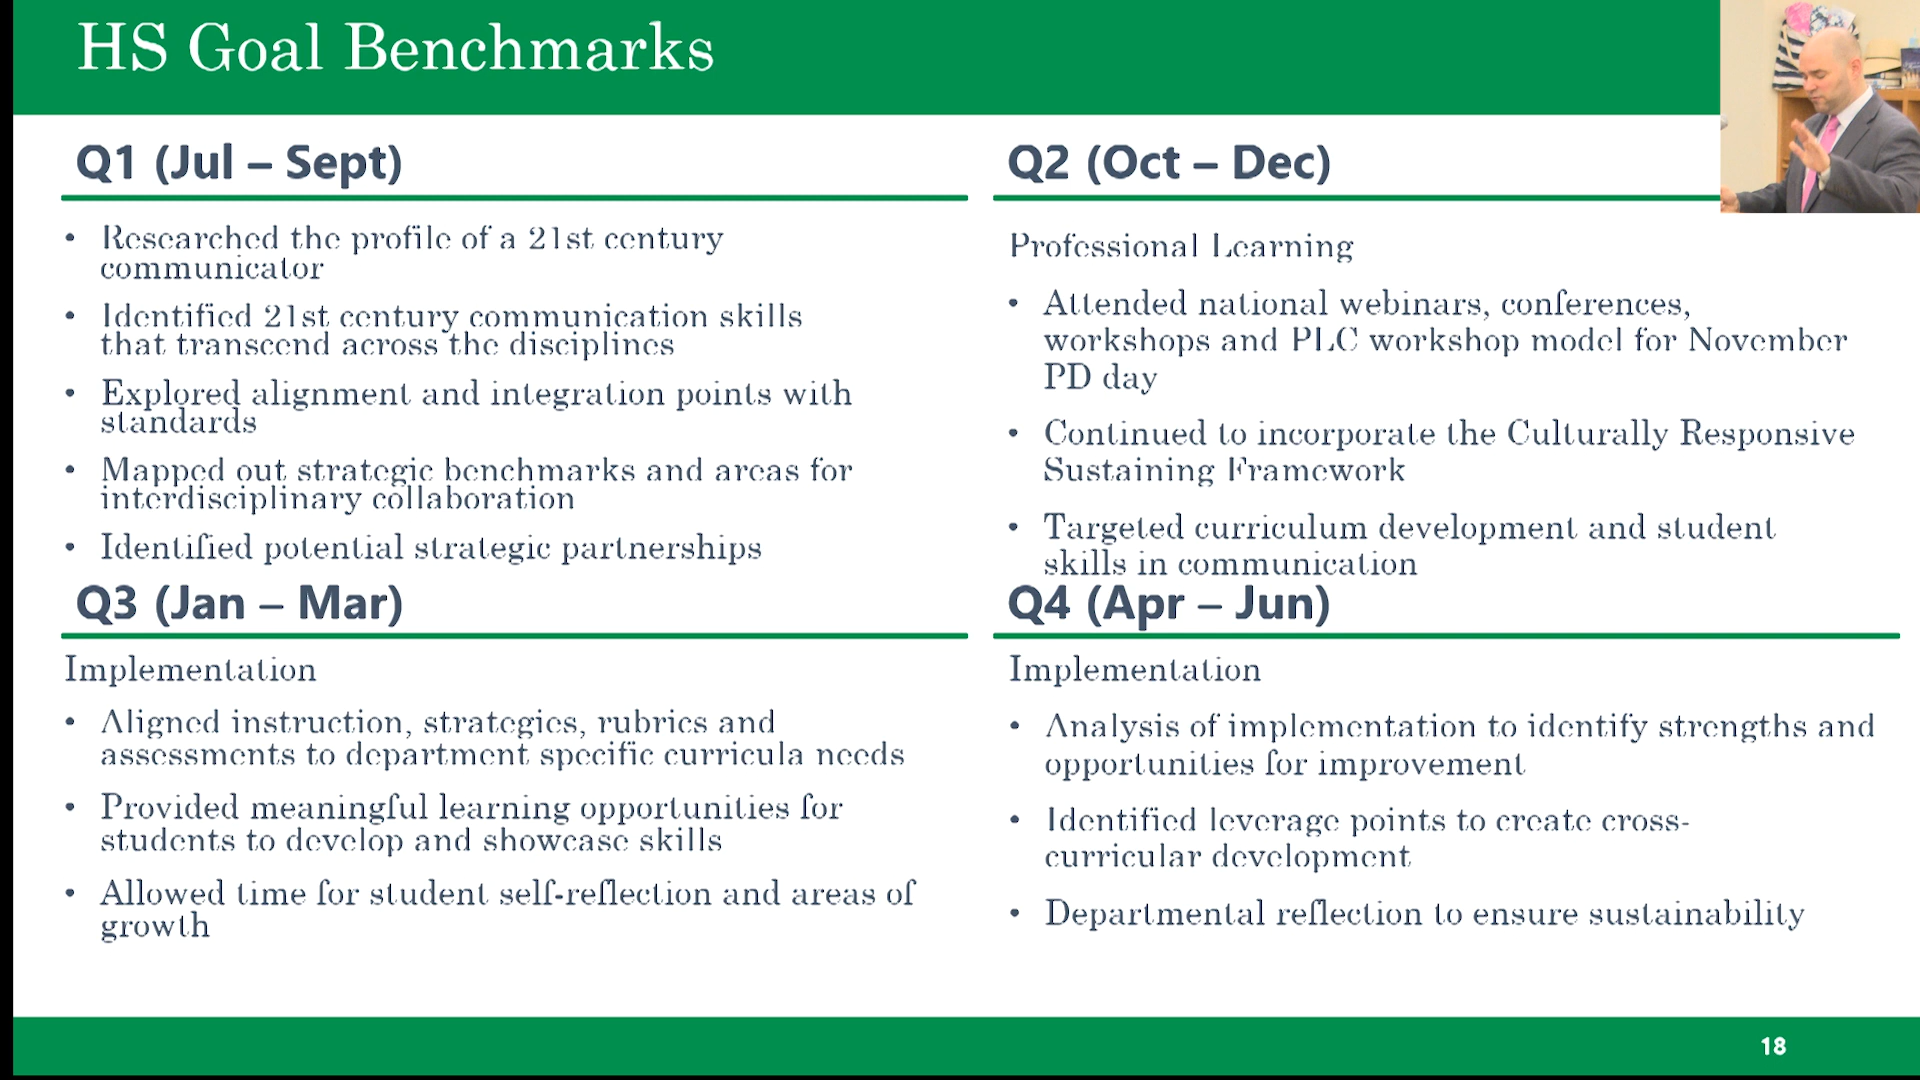 HS Goal Benchmarks
Q1 (Jul – Sept)
• Researched the profile of a 21st century
communicator
• Identified 21st century communication skills
that transcend across the disciplines
• Explored alignment and integration points with
standards
• Mapped out strategic benchmarks and areas for
interdisciplinary collaboration
• Identified potential strategic partnerships
Q2 (Oct – Dec)
Professional Learning
• Attended national webinars, conferences,
workshops and PLC workshop model for November
PD day
• Continued to incorporate the Culturally Responsive
Sustaining Framework
• Targeted curriculum development and student
skills in communication
Q3 (Jan – Mar)
Implementation
• Aligned instruction, strategies, rubrics and
assessments to department specific curricula needs
• Provided meaningful learning opportunities for
students to develop and showcase skills
• Allowed time for student self-reflection and areas of
growth
Q4 (Apr – Jun)
Implementation
• Analysis of implementation to identify strengths and
opportunities for improvement
• Identified leverage points to create cross-
curricular development
• Departmental reflection to ensure sustainability
18